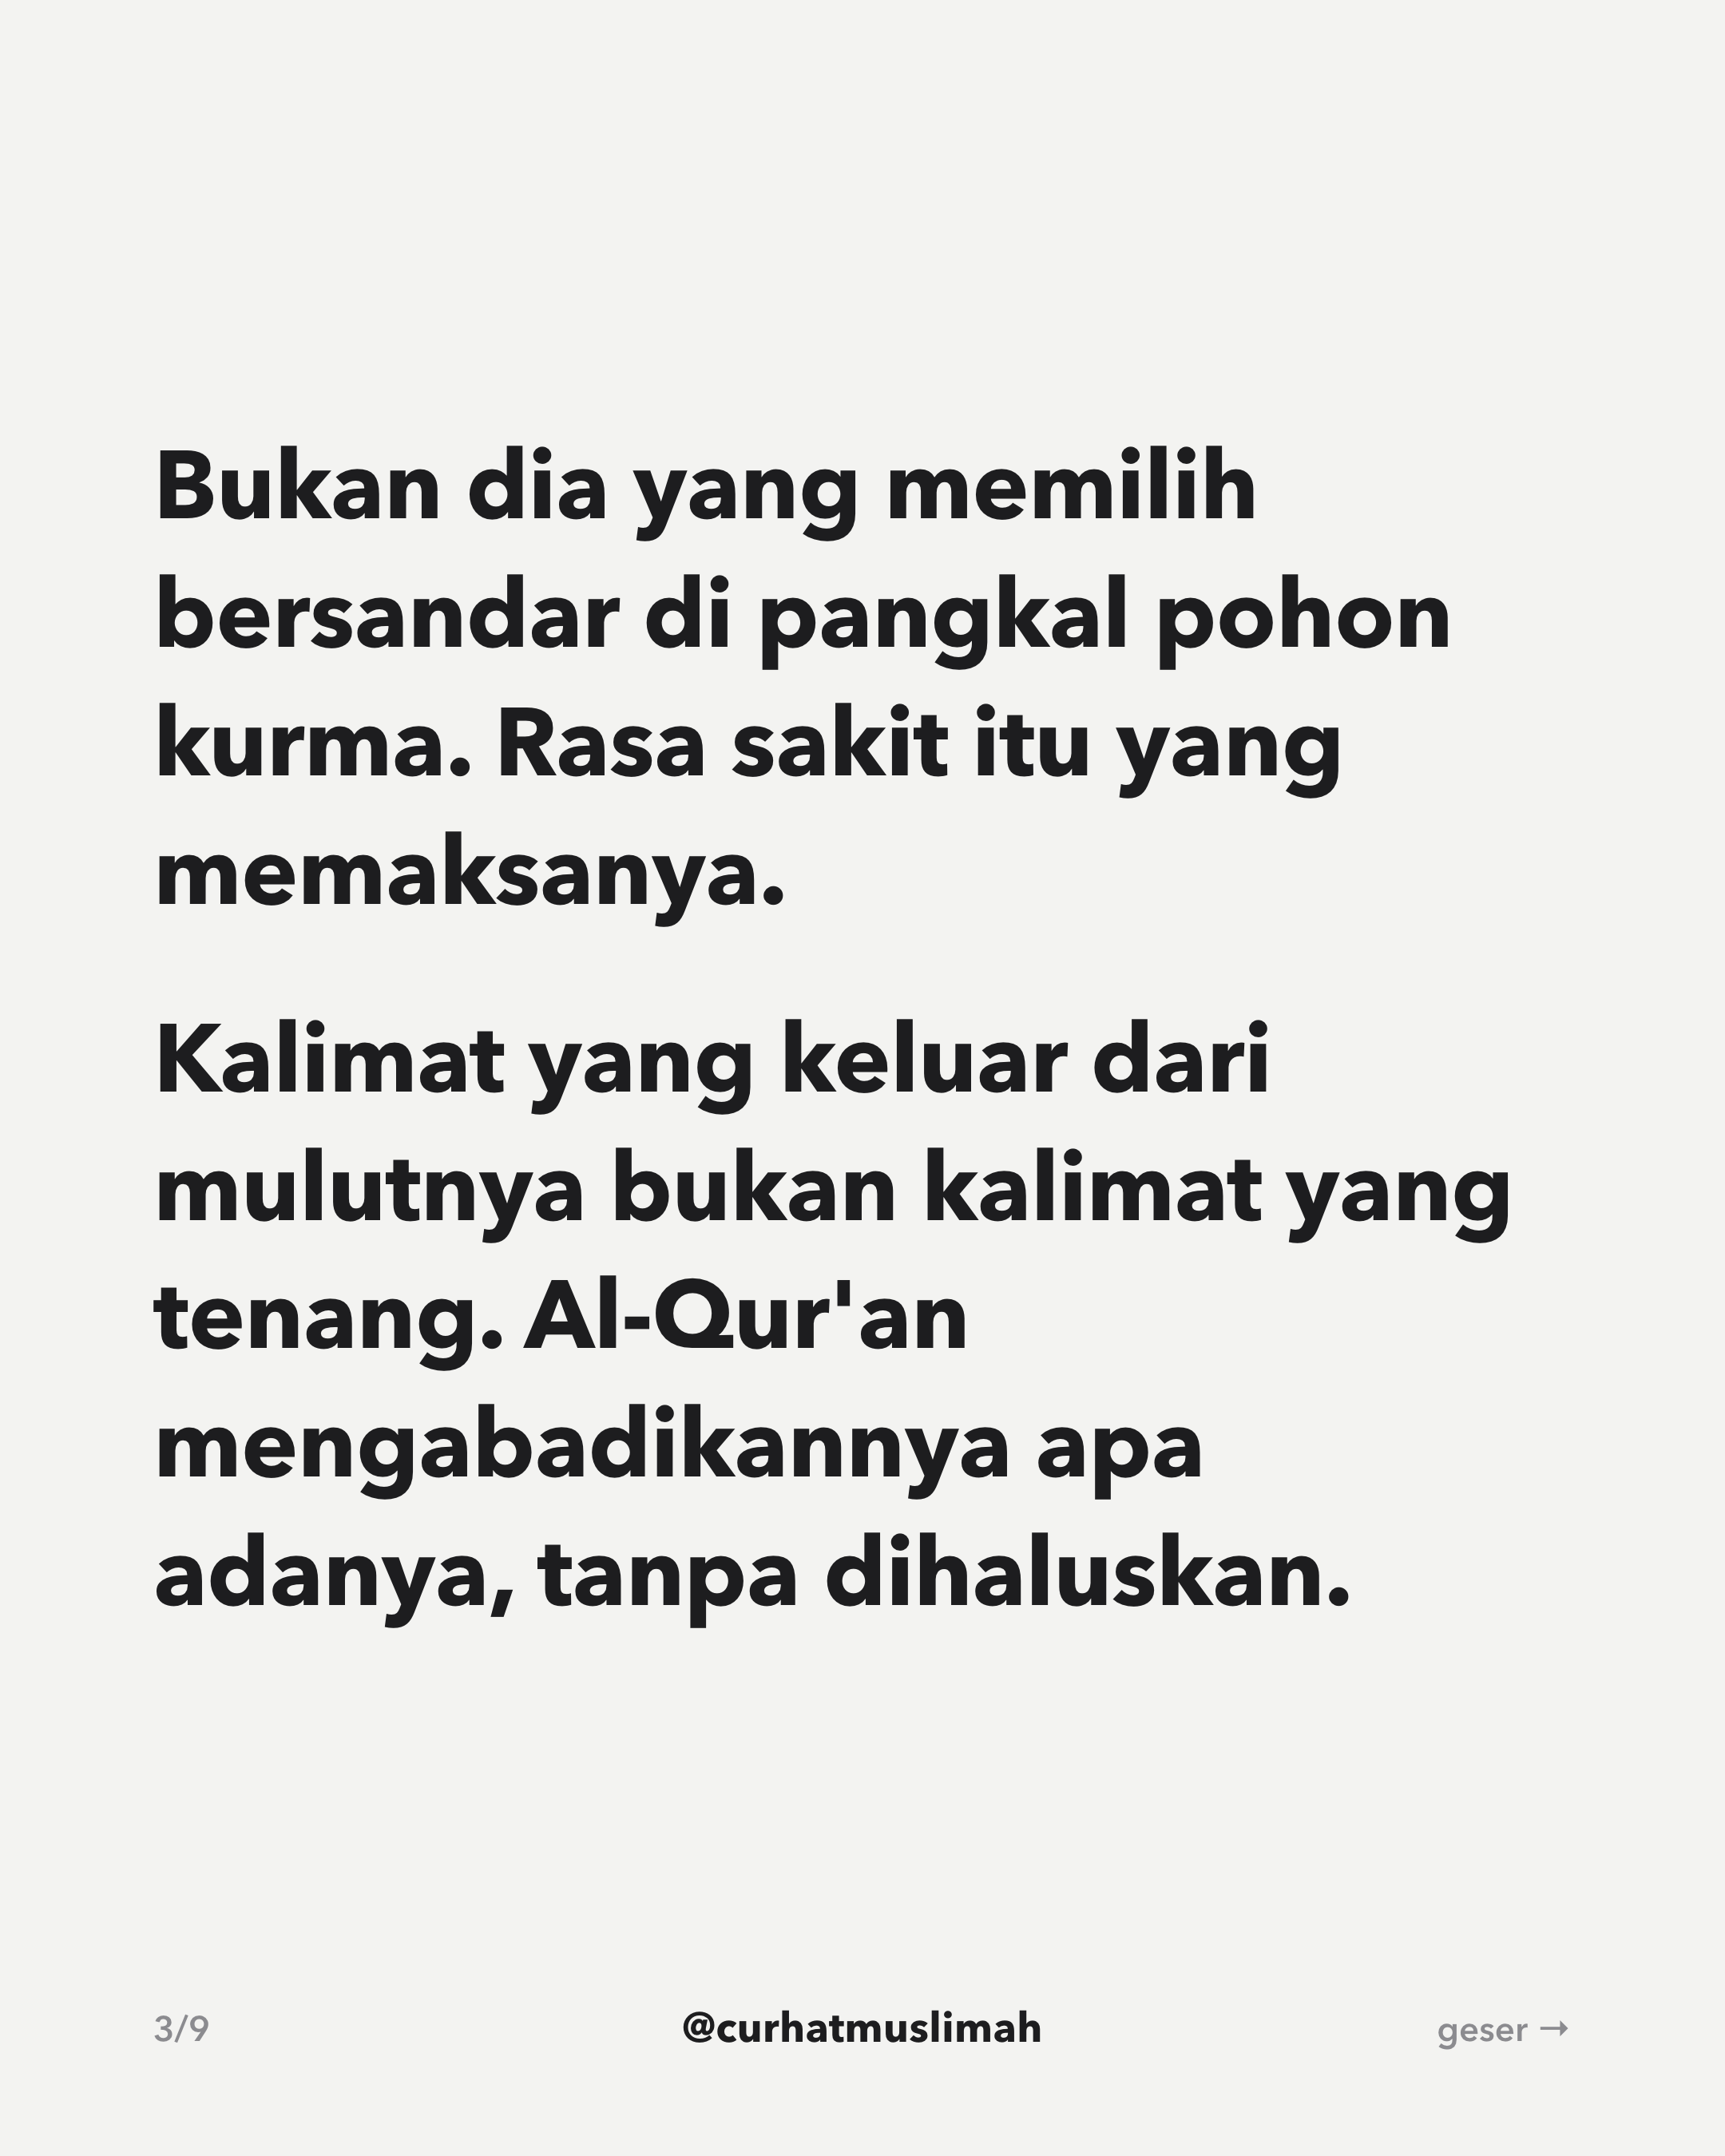 Bukan dia yang memilih
bersandar di pangkal pohon
kurma. Rasa sakit itu yang
memaksanya.
Kalimat yang keluar dari
mulutnya bukan kalimat yang
tenang. Al-Qur'an
mengabadikannya apa
adanya, tanpa dihaluskan.
3/9
@curhatmuslimah
geser →